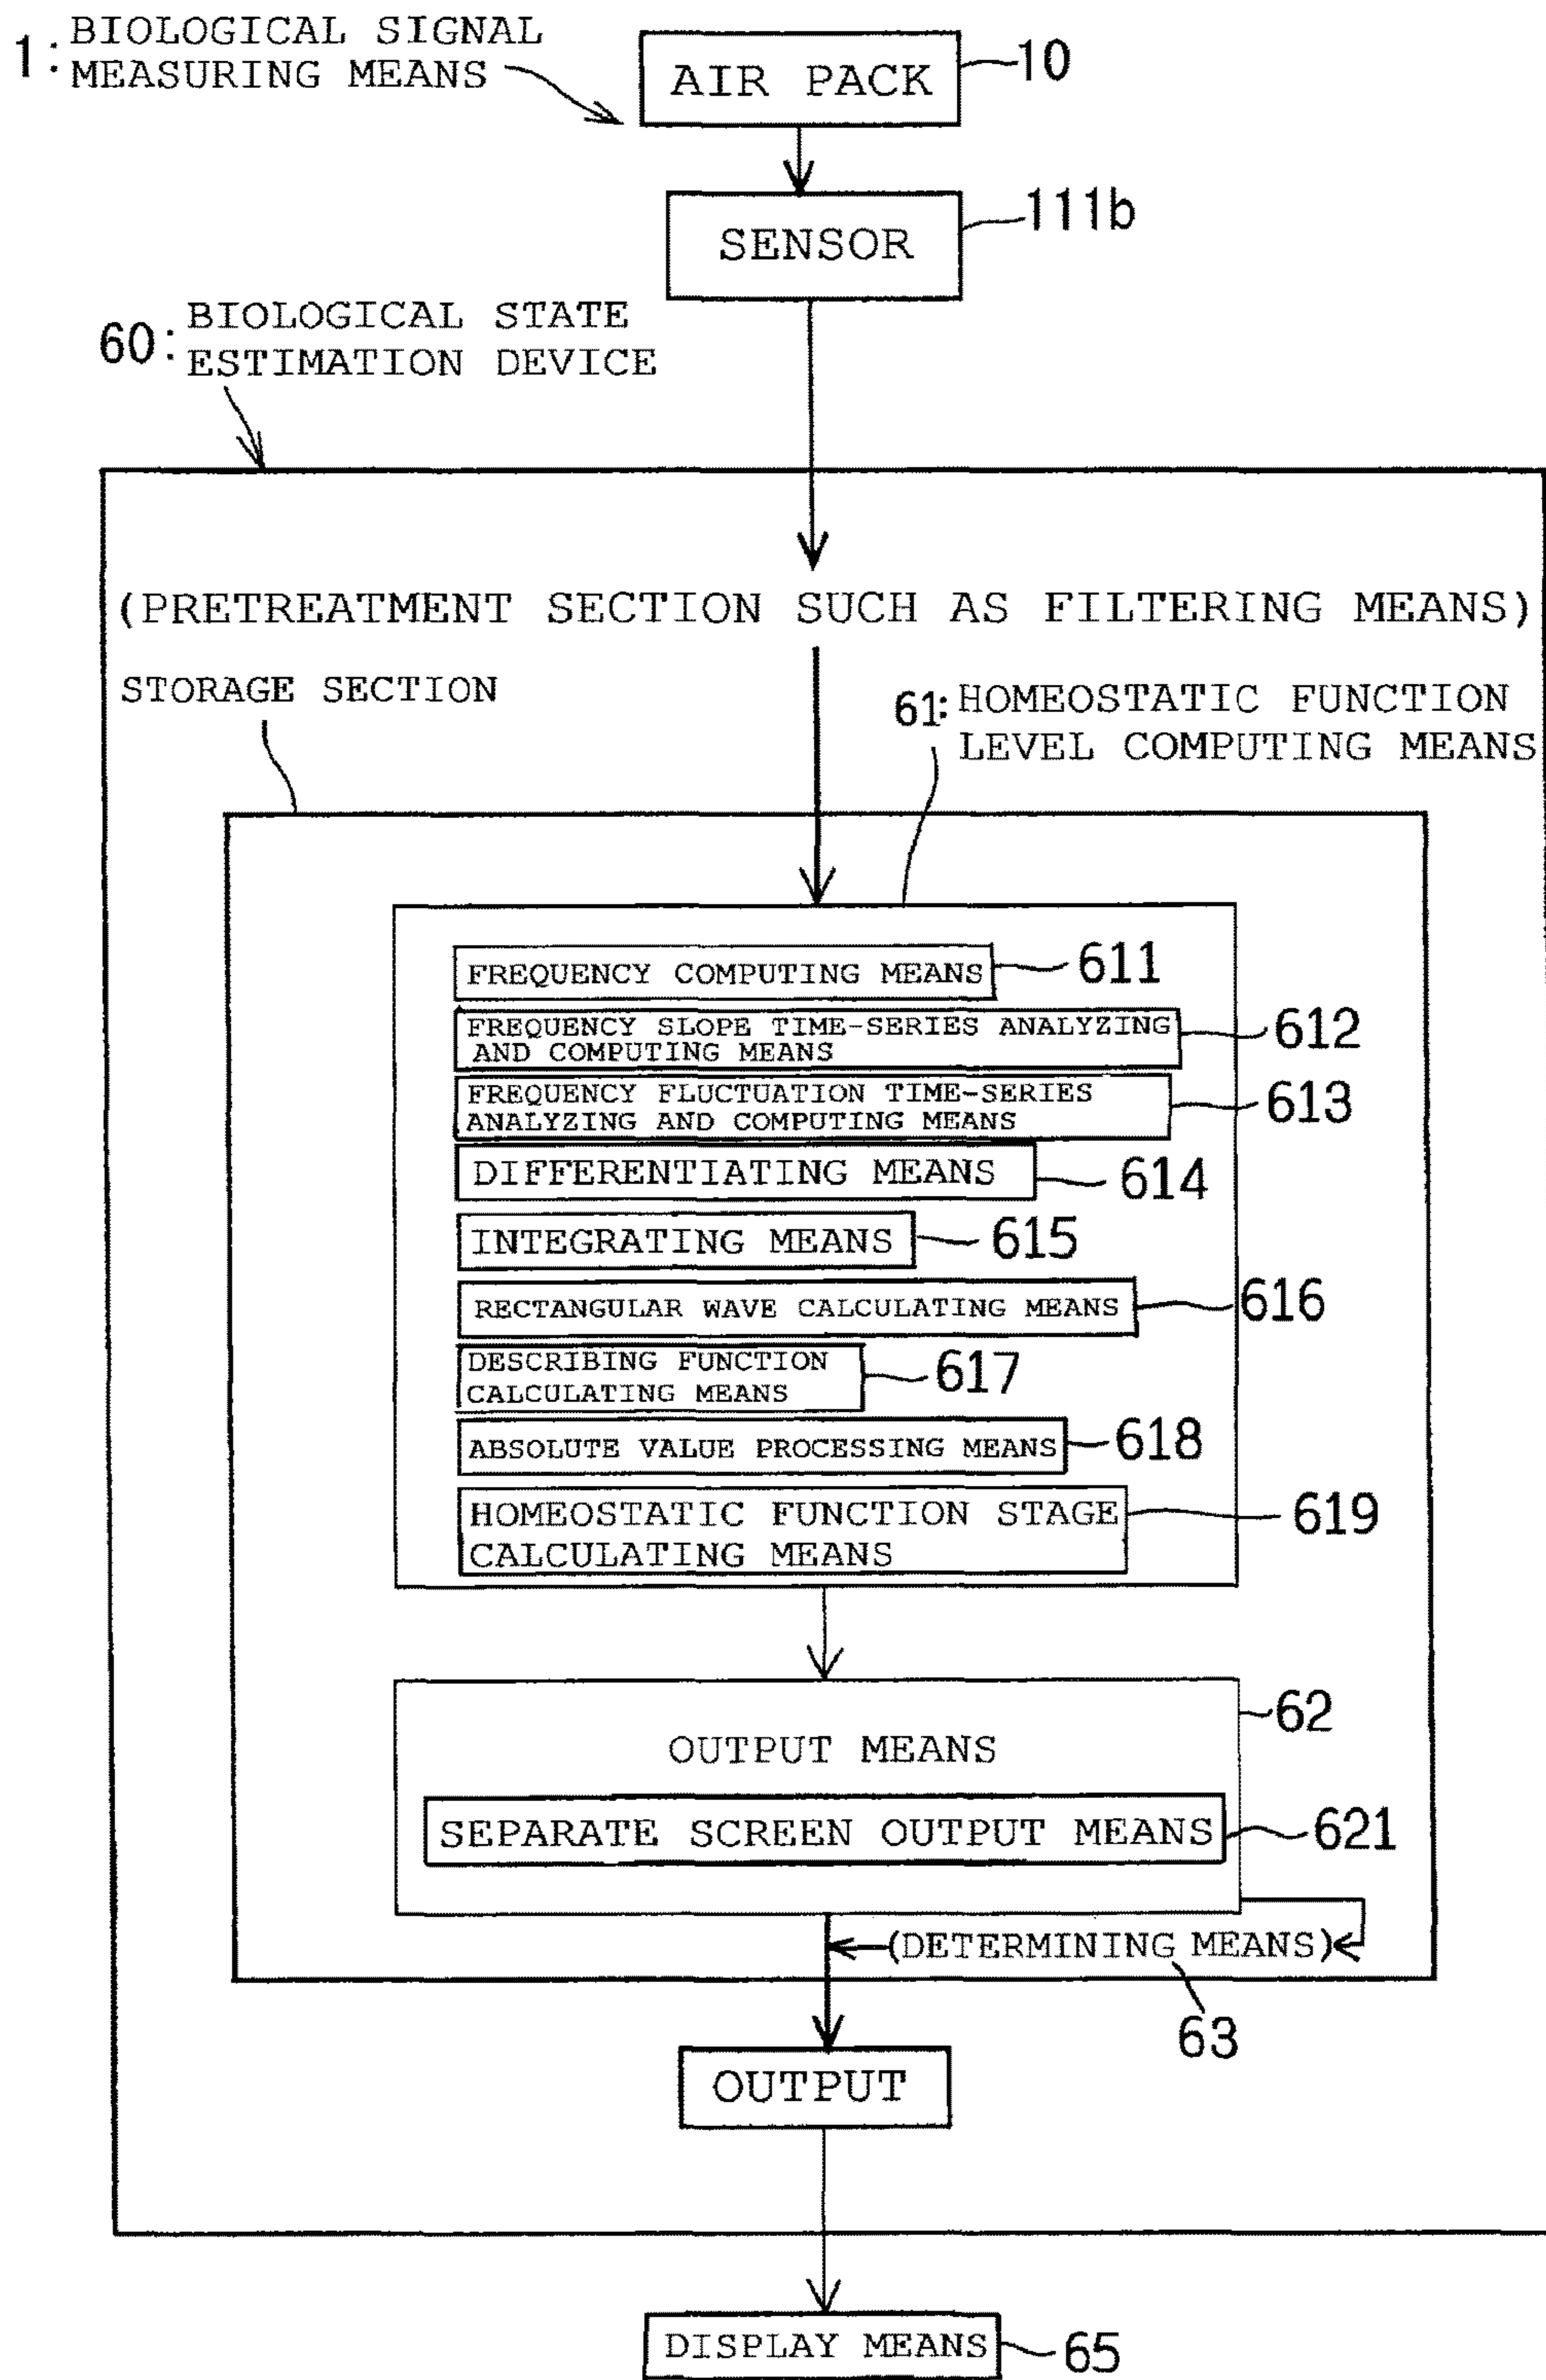 1: BIOLOGICAL SIGNAL
MEASURING MEANS
AIR PACK
10
SENSOR
111b
60: BIOLOGICAL STATE
ESTIMATION DEVICE
(PRETREATMENT SECTION SUCH AS FILTERING MEANS)
STORAGE SECTION
61: HOMEOSTATIC FUNCTION
LEVEL COMPUTING MEANS
FREQUENCY COMPUTING MEANS
611
FREQUENCY SLOPE TIME-SERIES ANALYZING
AND COMPUTING MEANS
612
FREQUENCY FLUCTUATION TIME-SERIES
ANALYZING AND COMPUTING MEANS
613
DIFFERENTIATING MEANS
614
INTEGRATING MEANS
615
RECTANGULAR WAVE CALCULATING MEANS
616
DESCRIBING FUNCTION
CALCULATING MEANS
617
ABSOLUTE VALUE PROCESSING MEANS
618
HOMEOSTATIC FUNCTION STAGE
CALCULATING MEANS
619
62
OUTPUT MEANS
SEPARATE SCREEN OUTPUT MEANS
621
(DETERMINING MEANS)
63
OUTPUT
DISPLAY MEANS
65